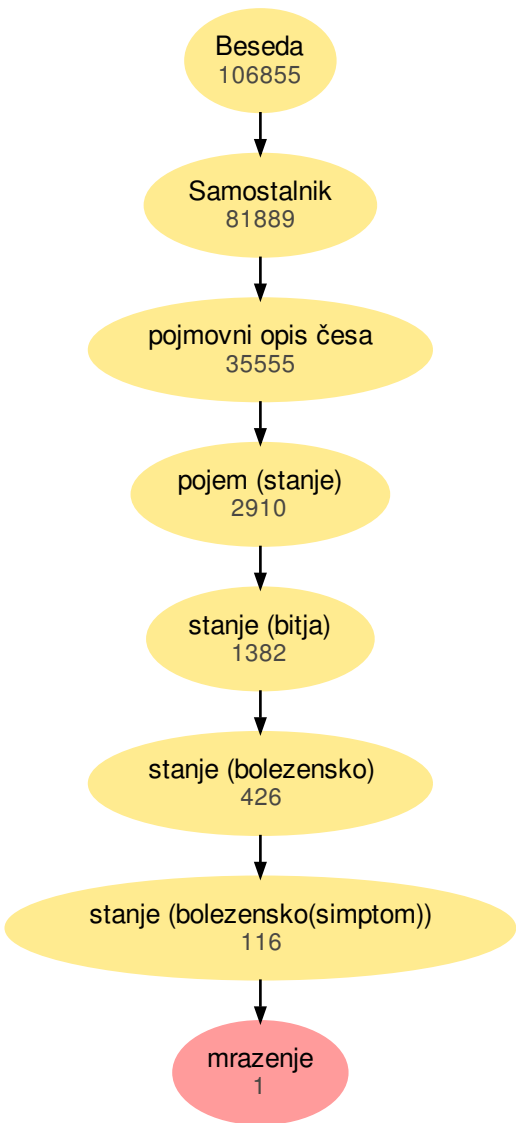 Beseda
106855
Samostalnik
81889
pojmovni opis česa
35555
pojem (stanje)
2910
stanje (bitja)
1382
stanje (bolezensko)
426
stanje (bolezensko(simptom))
116
mrazenje
1